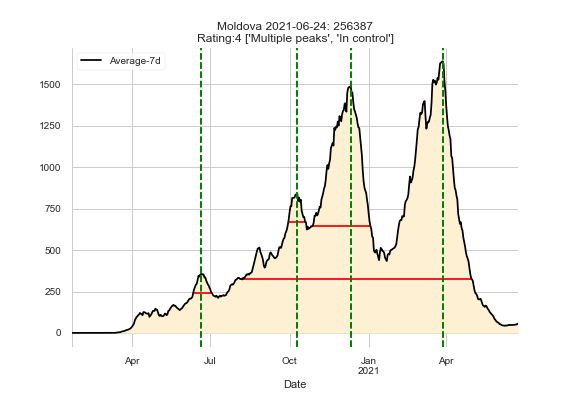 Moldova 2021-06-24: 256387
Rating:4 ['Multiple peaks', 'In control']
Average-7d
1500
1250
1000
750
500
250
0
Apr Jul Oct Jan Apr
2021
Date